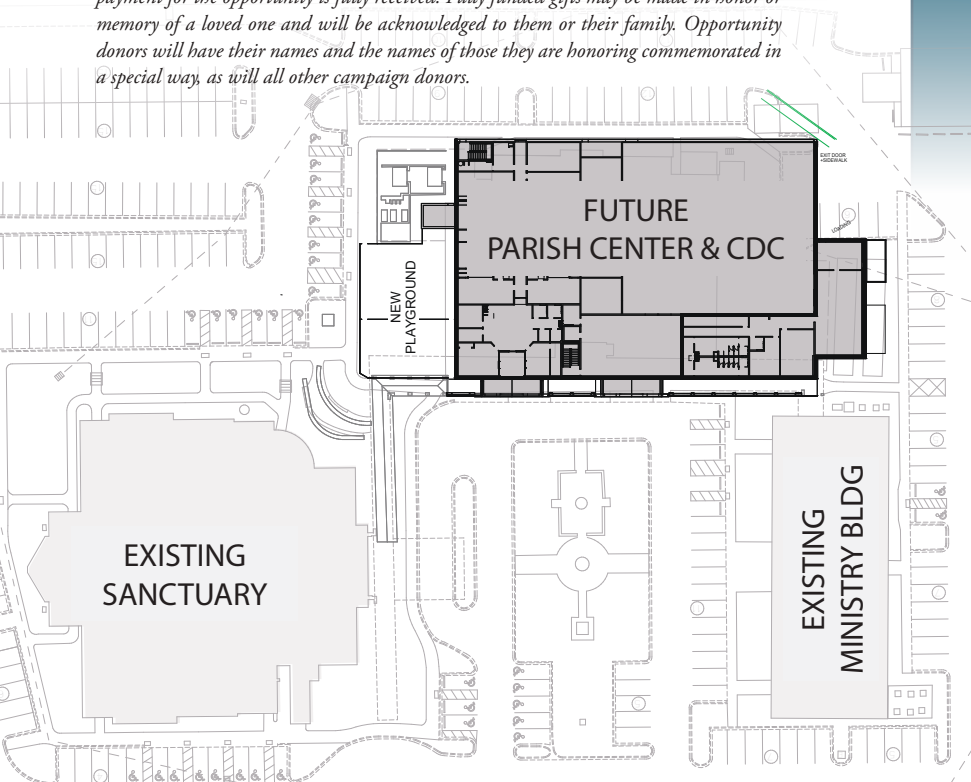 payment for the opportunity is fully received. Fully funded gifts may be made in honor or
memory of a loved one and will be acknowledged to them or their family. Opportunity
donors will have their names and the names of those they are honoring commemorated in
a special way, as will all other campaign donors.
EXIT DOOR
+SIDEWALK
FUTURE
PARISH CENTER & CDC
LOADING
NEW
PLAYGROUND
EXISTING
SANCTUARY
EXISTING
MINISTRY BLDG